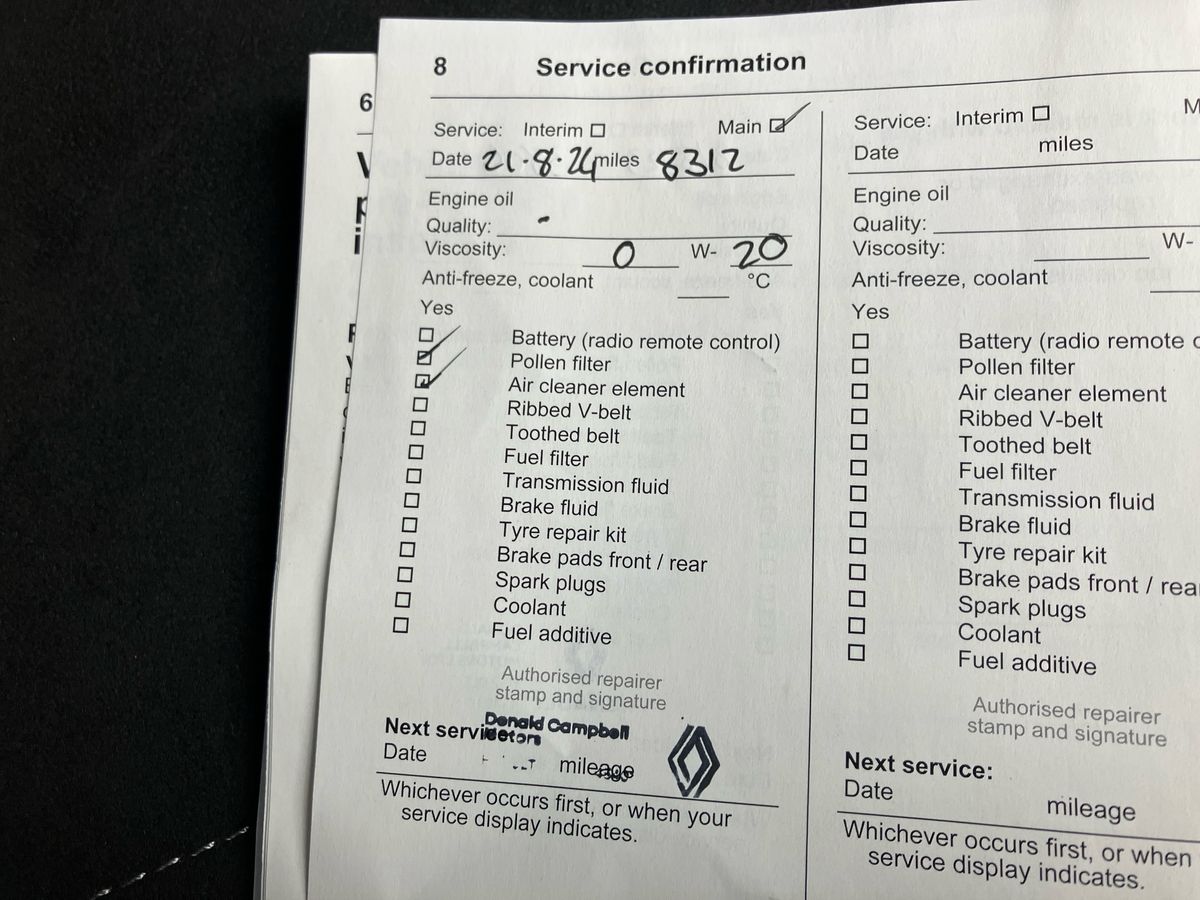 8 Service confirmation
Service: Interim Main
Date 21·8·24 miles 8312
Engine oil
Quality: -
Viscosity: 0 W- 20
Anti-freeze, coolant °C
Yes
Battery (radio remote control)
Pollen filter
Air cleaner element
Ribbed V-belt
Toothed belt
Fuel filter
Transmission fluid
Brake fluid
Tyre repair kit
Brake pads front / rear
Spark plugs
Coolant
Fuel additive
Authorised repairer
stamp and signature
Donald Campbell
Next service:
Date mileage
Whichever occurs first, or when your
service display indicates.
Service: Interim M
Date miles
Engine oil
Quality:
Viscosity: W-
Anti-freeze, coolant
Yes
Battery (radio remote c
Pollen filter
Air cleaner element
Ribbed V-belt
Toothed belt
Fuel filter
Transmission fluid
Brake fluid
Tyre repair kit
Brake pads front / rea
Spark plugs
Coolant
Fuel additive
Authorised repairer
stamp and signature
Next service:
Date mileage
Whichever occurs first, or when
service display indicates.
6